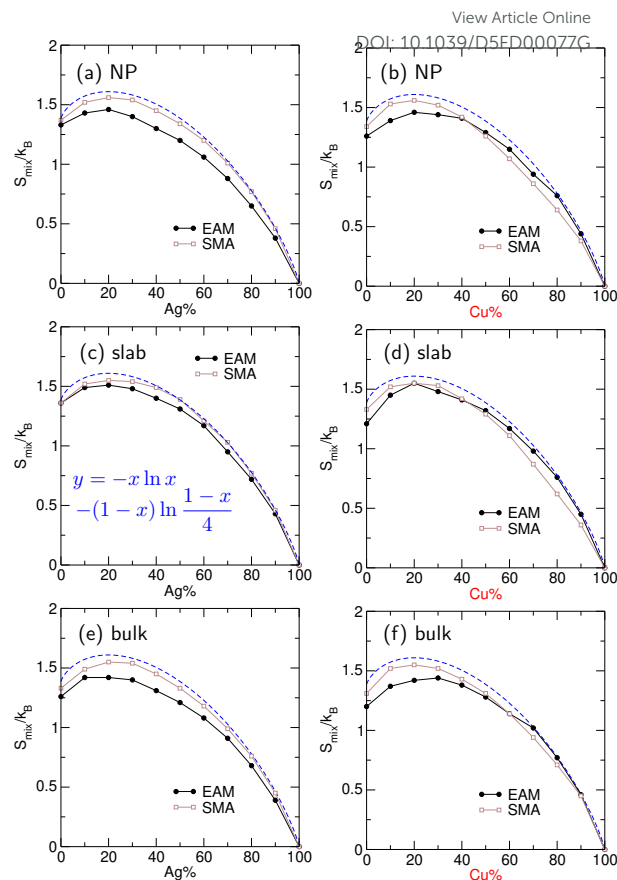 View Article Online
DOI: 10.1039/D5FD00077G
(a) NP
2
1.5
1
0.5
0
S_mix/k_B
EAM
SMA
0 20 40 60 80 100
Ag%
(b) NP
2
1.5
1
0.5
0
S_mix/k_B
EAM
SMA
0 20 40 60 80 100
Cu%
(c) slab
2
1.5
1
0.5
0
S_mix/k_B
EAM
SMA
y = −x ln x
−(1 − x) ln (1 − x)/4
0 20 40 60 80 100
Ag%
(d) slab
2
1.5
1
0.5
0
S_mix/k_B
EAM
SMA
0 20 40 60 80 100
Cu%
(e) bulk
2
1.5
1
0.5
0
S_mix/k_B
EAM
SMA
0 20 40 60 80 100
Ag%
(f) bulk
2
1.5
1
0.5
0
S_mix/k_B
EAM
SMA
0 20 40 60 80 100
Cu%